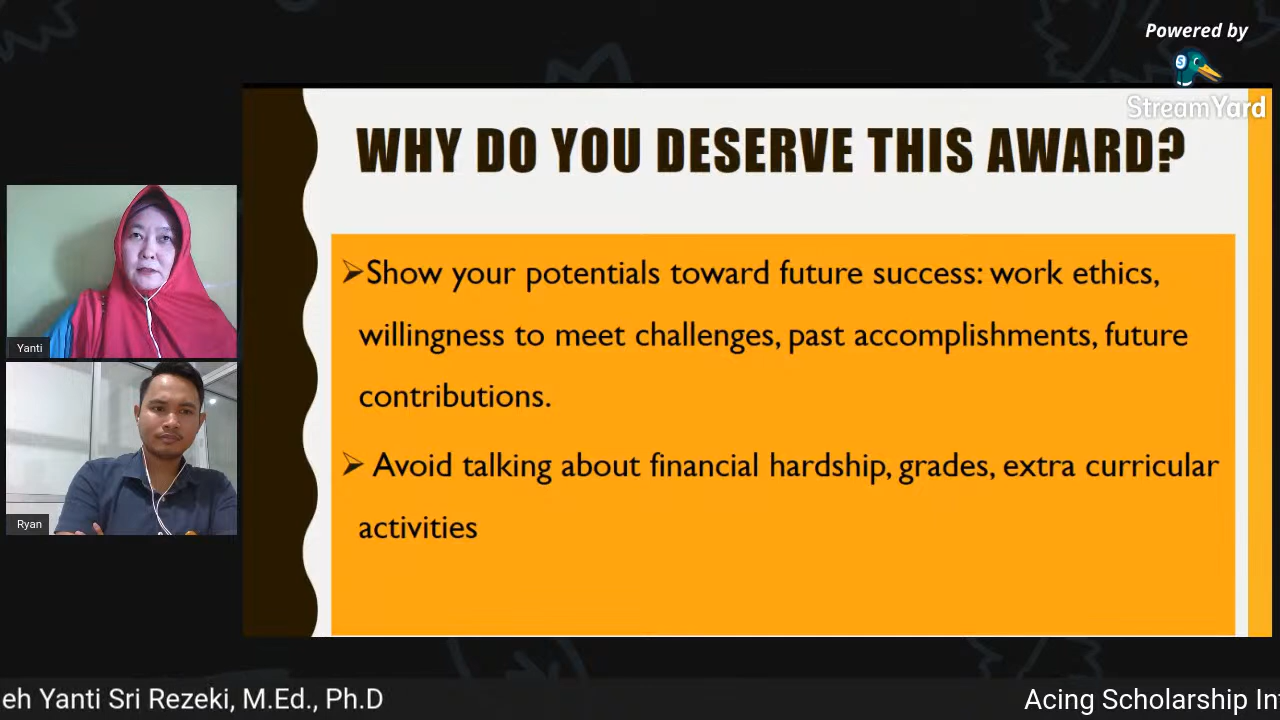 Powered by
StreamYard
WHY DO YOU DESERVE THIS AWARD?
➢Show your potentials toward future success: work ethics,
willingness to meet challenges, past accomplishments, future
contributions.
➢ Avoid talking about financial hardship, grades, extra curricular
activities
Yanti
Ryan
eh Yanti Sri Rezeki, M.Ed., Ph.D
Acing Scholarship In